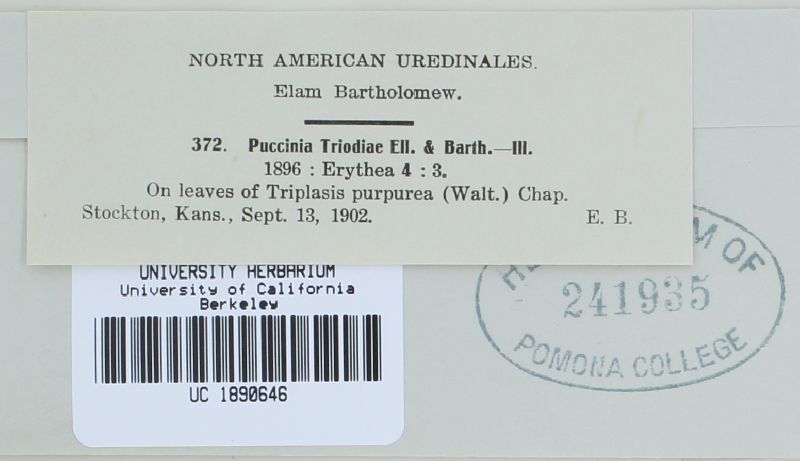 NORTH AMERICAN UREDINALES.
Elam Bartholomew.
372. Puccinia Triodiae Ell. & Barth.—III.
1896 : Erythea 4 : 3.
On leaves of Triplasis purpurea (Walt.) Chap.
Stockton, Kans., Sept. 13, 1902. E. B.
UNIVERSITY HERBARIUM
University of California
Berkeley
UC 1890646
OF
241935
POMONA COLLEGE